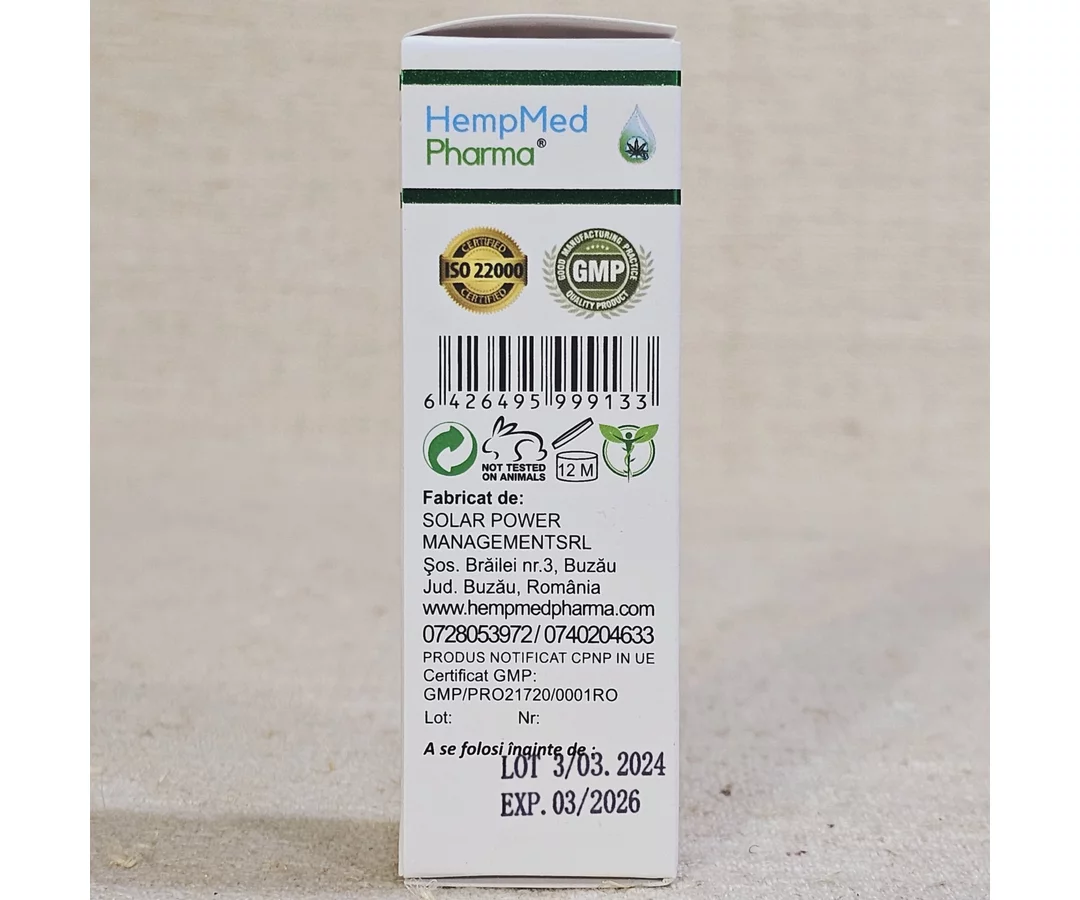 HempMed
Pharma®
CERTIFIED
ISO 22000
CERTIFIED
GOOD MANUFACTURING PRACTICE
GMP
QUALITY PRODUCT
6 426495 999133
NOT TESTED
ON ANIMALS
12 M
Fabricat de:
SOLAR POWER
MANAGEMENTSRL
Şos. Brăilei nr.3, Buzău
Jud. Buzău, România
www.hempmedpharma.com
0728053972/ 0740204633
PRODUS NOTIFICAT CPNP IN UE
Certificat GMP:
GMP/PRO21720/0001RO
Lot: Nr:
A se folosi înainte de :
LOT 3/03. 2024
EXP. 03/2026